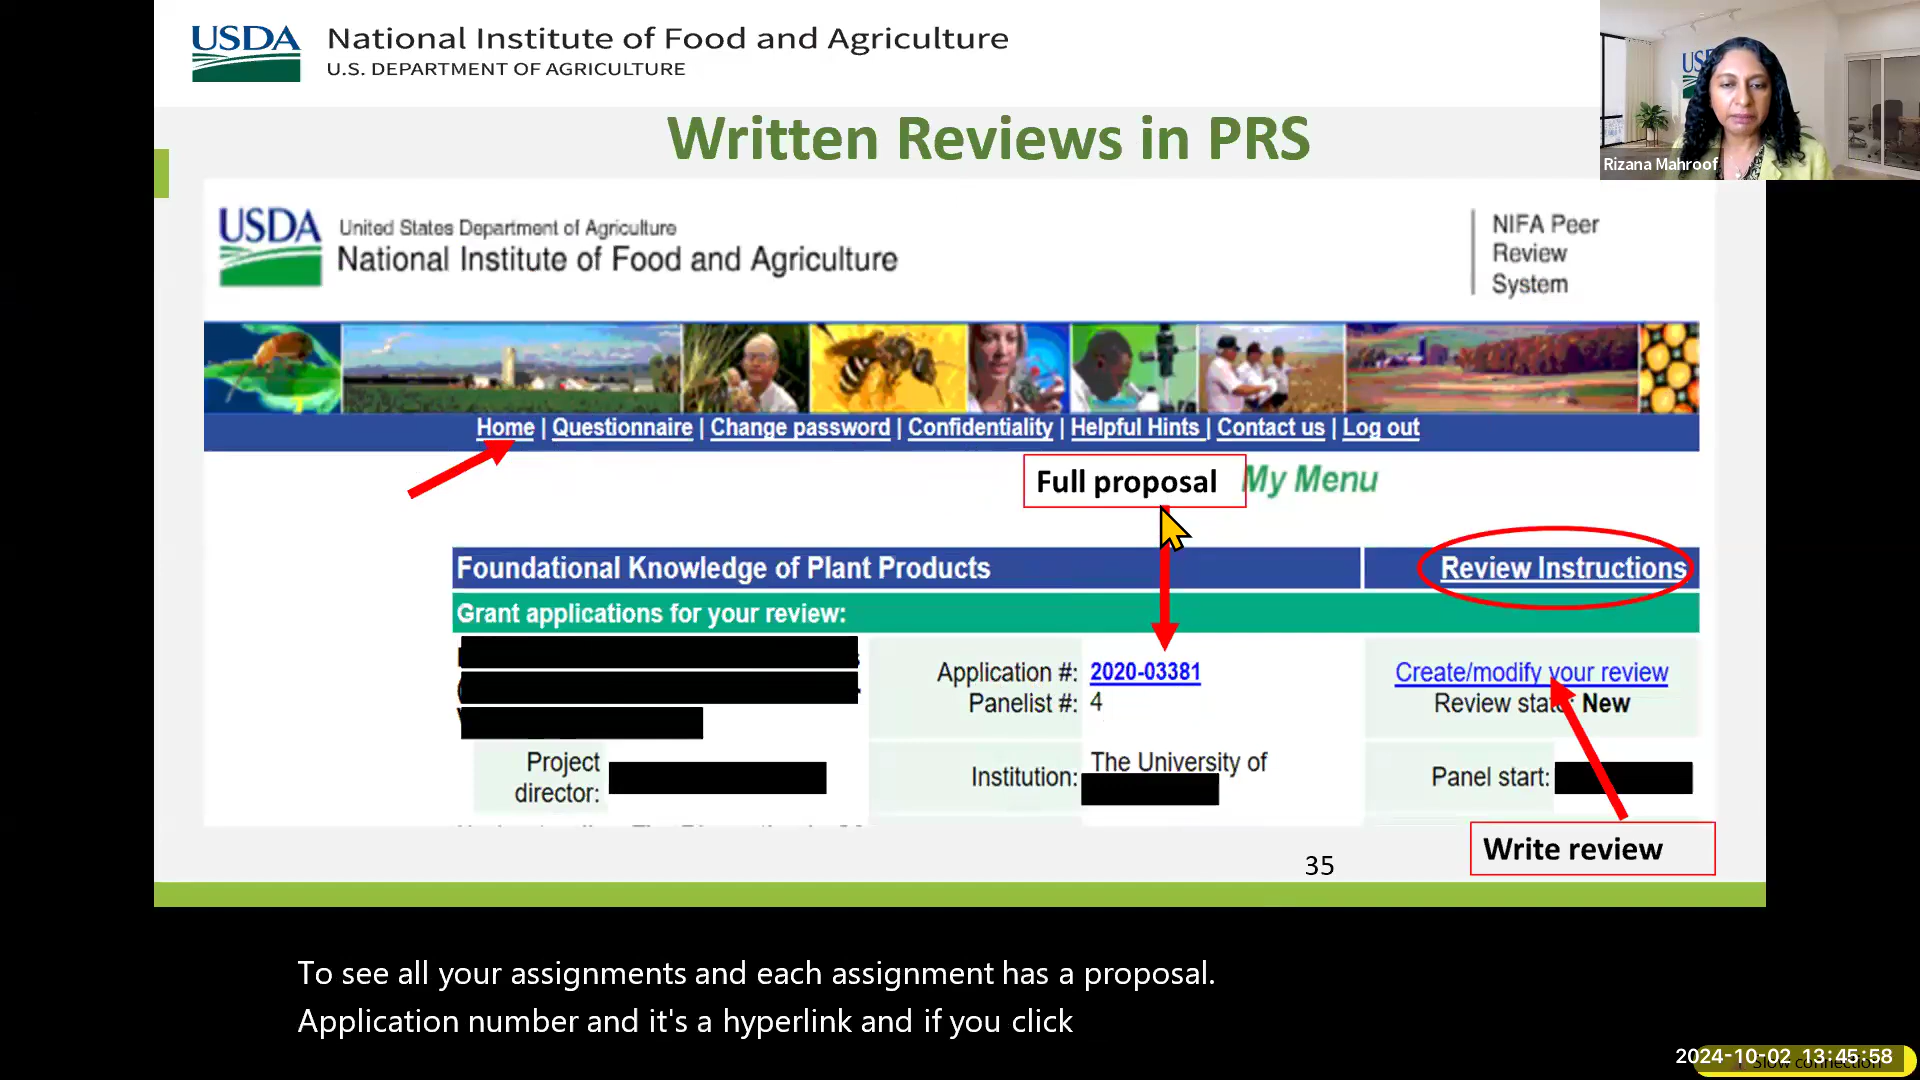 USDA
National Institute of Food and Agriculture
U.S. DEPARTMENT OF AGRICULTURE
Rizana Mahroof
Written Reviews in PRS
USDA
United States Department of Agriculture
National Institute of Food and Agriculture
NIFA Peer
Review
System
Home | Questionnaire | Change password | Confidentiality | Helpful Hints | Contact us | Log out
Full proposal
My Menu
Foundational Knowledge of Plant Products
Review Instructions
Grant applications for your review:
Application #: 2020-03381
Panelist #: 4
Create/modify your review
Review state: New
Project
director:
Institution:
The University of
Panel start:
Write review
35
To see all your assignments and each assignment has a proposal.
Application number and it's a hyperlink and if you click
2024-10-02 13:45:58
Slow connection